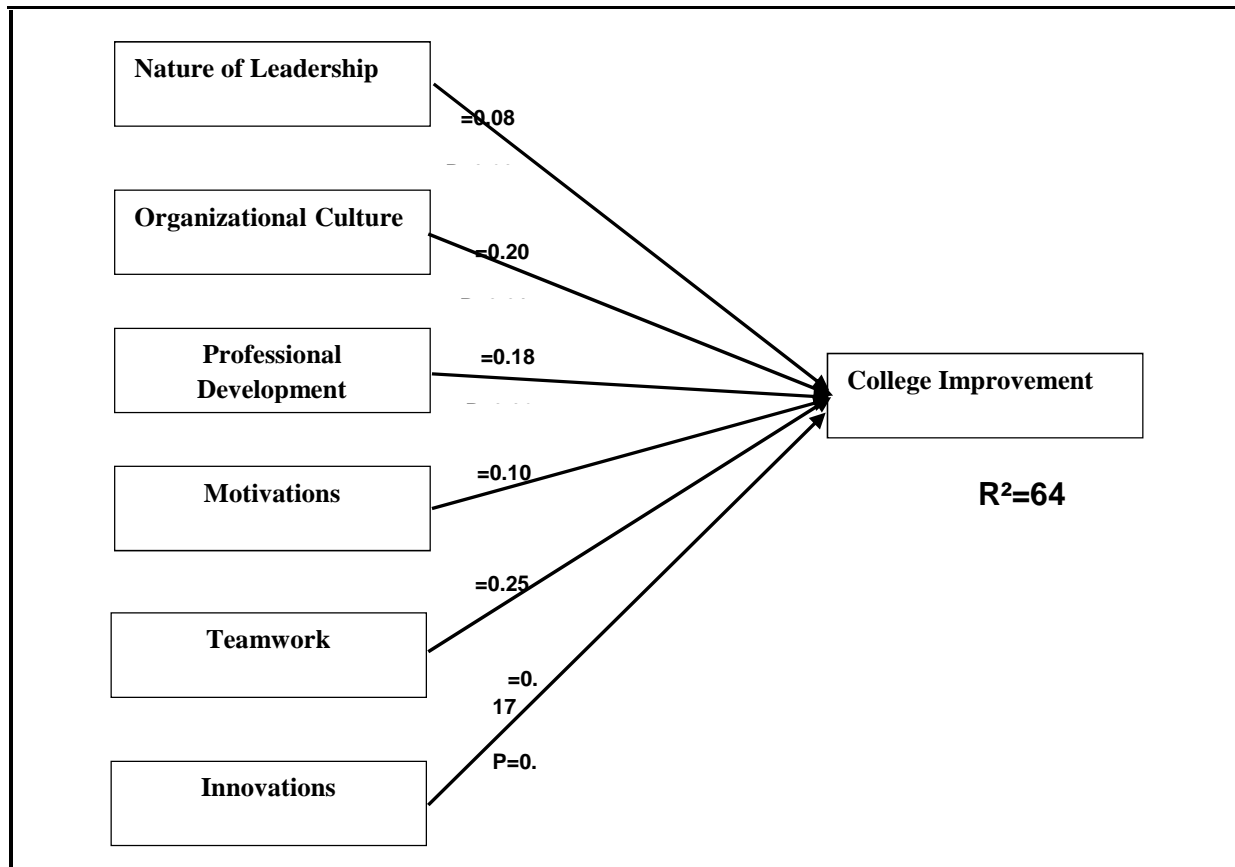 Nature of Leadership
=0.08
Organizational Culture
=0.20
Professional
Development
=0.18
College Improvement
Motivations
=0.10
R²=64
Teamwork
=0.25
=0.
17
P=0.
Innovations